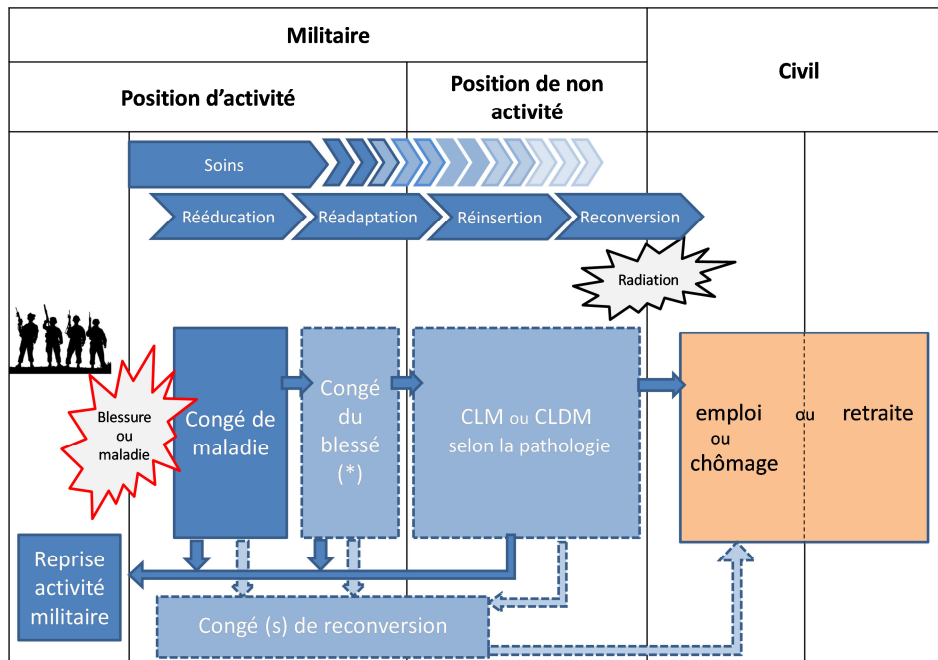 Militaire
Civil
Position d'activité
Position de non
activité
Soins
Rééducation
Réadaptation
Réinsertion
Reconversion
Radiation
Blessure
ou
maladie
Congé de
maladie
Congé
du
blessé
(*)
CLM ou CLDM
selon la pathologie
emploi ou retraite
ou
chômage
Reprise
activité
militaire
Congé (s) de reconversion